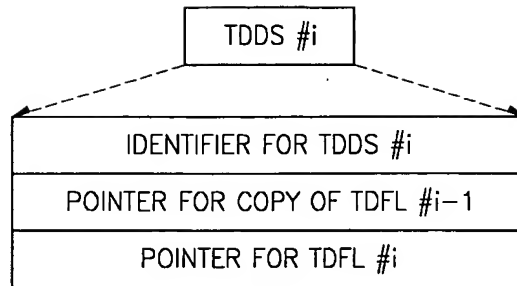 TDDS #i
IDENTIFIER FOR TDDS #i
POINTER FOR COPY OF TDFL #i-1
POINTER FOR TDFL #i